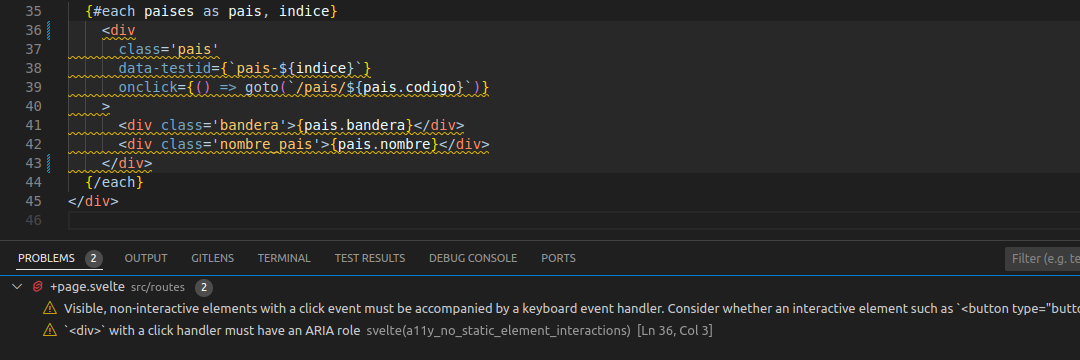 35 {#each paises as pais, indice}
36 <div
37 class='pais'
38 data-testid={`pais-${indice}`}
39 onclick={() => goto(`/pais/${pais.codigo}`)}
40 >
41 <div class='bandera'>{pais.bandera}</div>
42 <div class='nombre_pais'>{pais.nombre}</div>
43 </div>
44 {/each}
45 </div>
46
PROBLEMS 2 OUTPUT GITLENS TERMINAL TEST RESULTS DEBUG CONSOLE PORTS Filter (e.g. te
+page.svelte src/routes 2
Visible, non-interactive elements with a click event must be accompanied by a keyboard event handler. Consider whether an interactive element such as `<button type="butto
`<div>` with a click handler must have an ARIA role svelte(a11y_no_static_element_interactions) [Ln 36, Col 3]